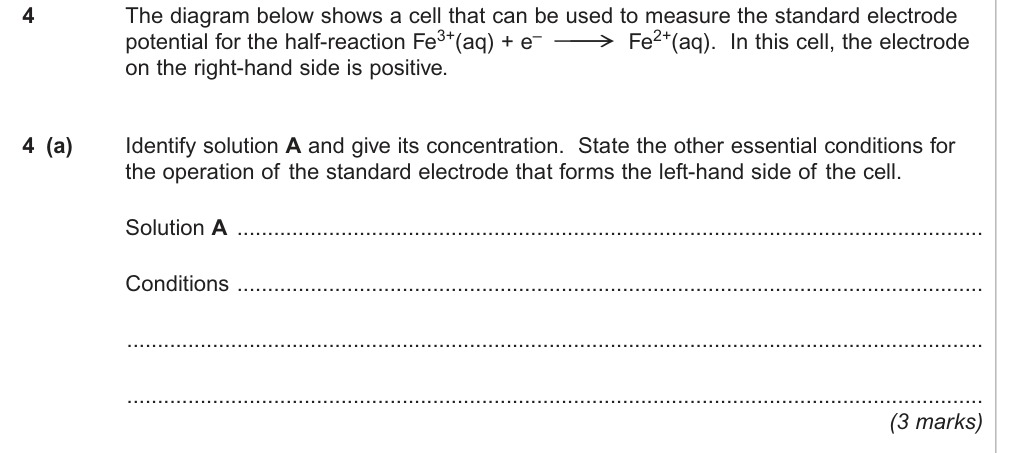 4 The diagram below shows a cell that can be used to measure the standard electrode
potential for the half-reaction Fe³⁺(aq) + e⁻ ⟶ Fe²⁺(aq). In this cell, the electrode
on the right-hand side is positive.
4 (a) Identify solution A and give its concentration. State the other essential conditions for
the operation of the standard electrode that forms the left-hand side of the cell.
Solution A ....................................................................................................
Conditions ....................................................................................................
....................................................................................................
....................................................................................................
(3 marks)